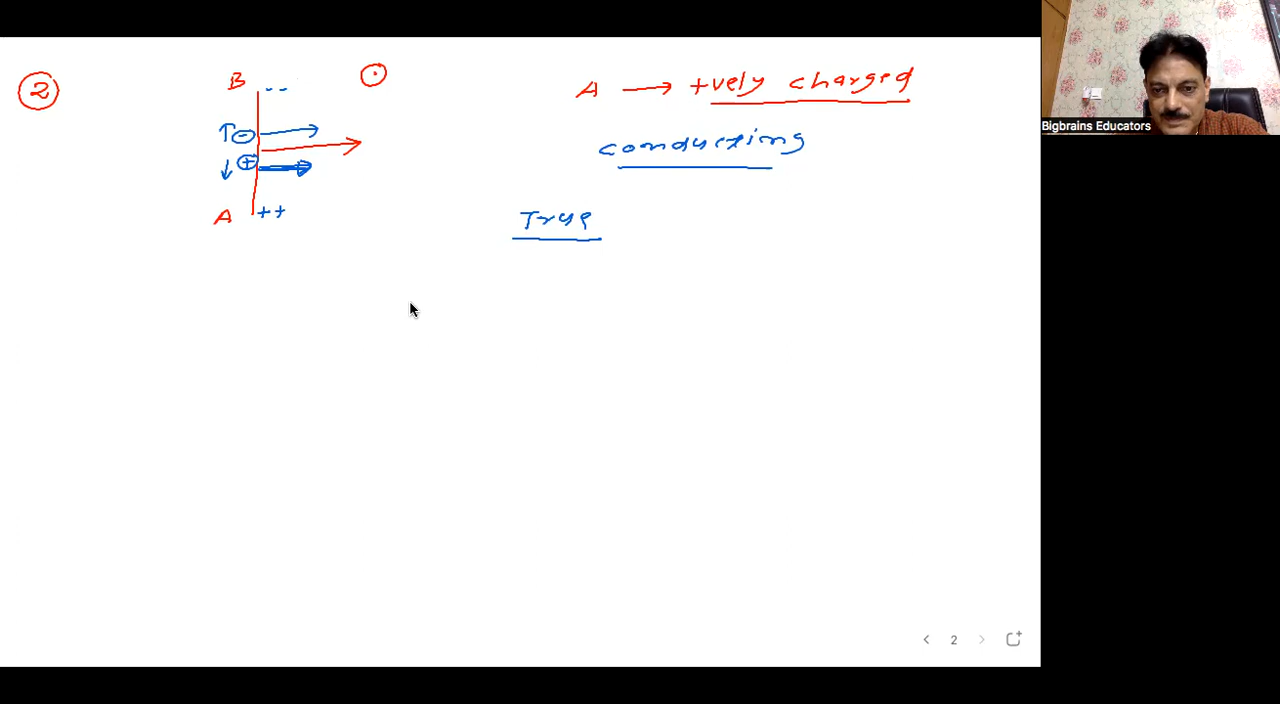 2
B - -
A → +vely charged
Bigbrains Educators
conducting
↑ -
↓ +
A ++
True
< 2 >